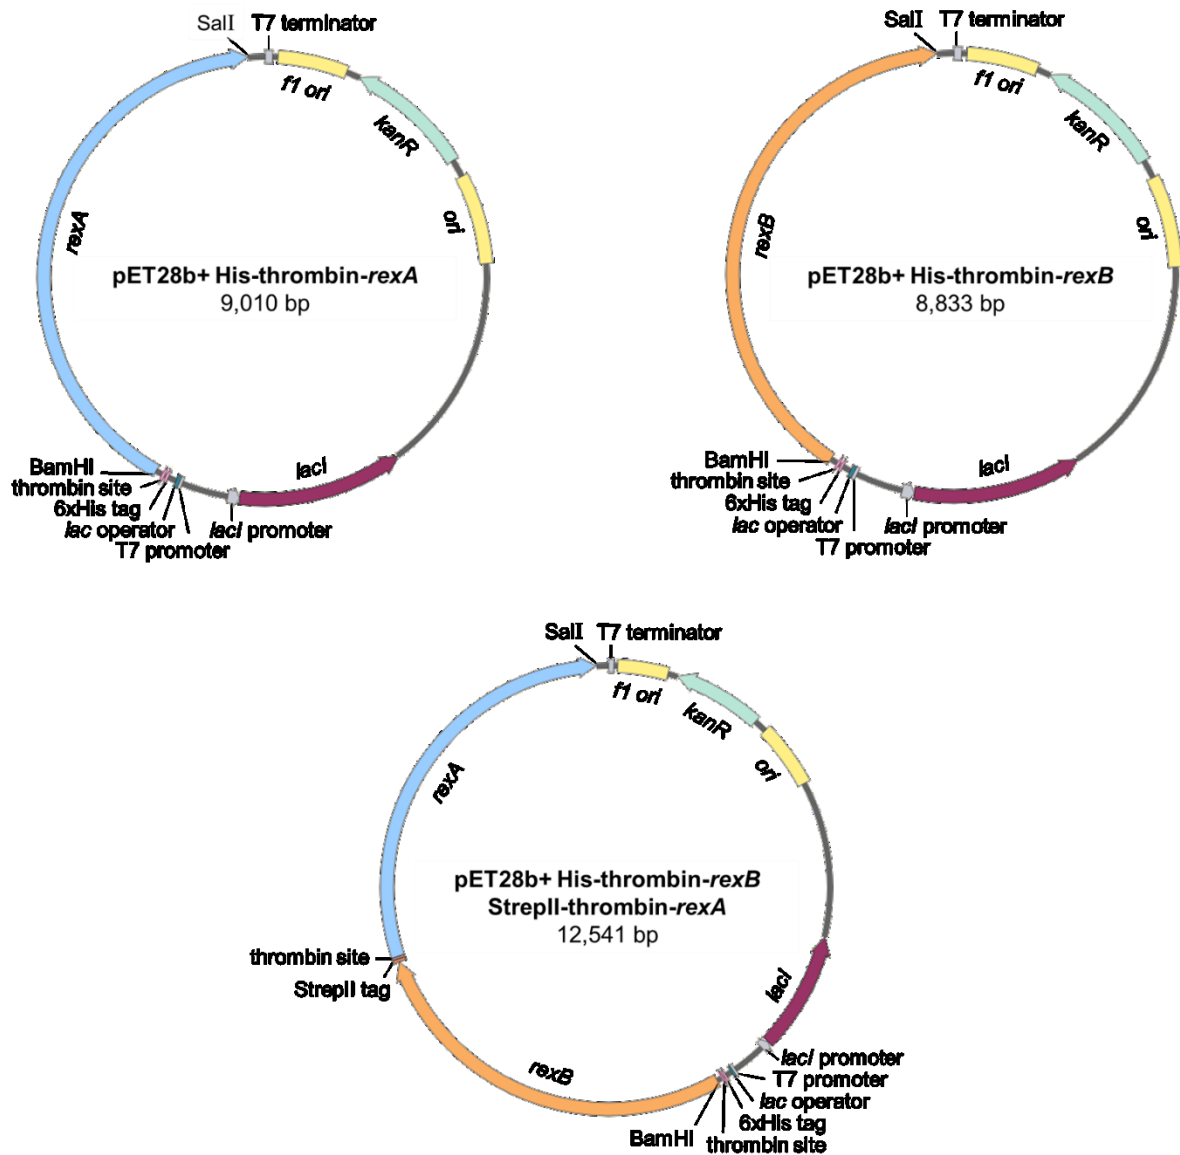 SalI T7 terminator
f1 ori
kanR
ori
rexA
pET28b+ His-thrombin-rexA
9,010 bp
BamHI
thrombin site
6xHis tag
lac operator
T7 promoter
lacI promoter
lacI
SalI T7 terminator
f1 ori
kanR
ori
rexB
pET28b+ His-thrombin-rexB
8,833 bp
BamHI
thrombin site
6xHis tag
lac operator
T7 promoter
lacI promoter
lacI
SalI T7 terminator
f1 ori
kanR
ori
rexA
pET28b+ His-thrombin-rexB
StrepII-thrombin-rexA
12,541 bp
thrombin site
StrepII tag
lacI
rexB
lacI promoter
T7 promoter
lac operator
6xHis tag
BamHI
thrombin site